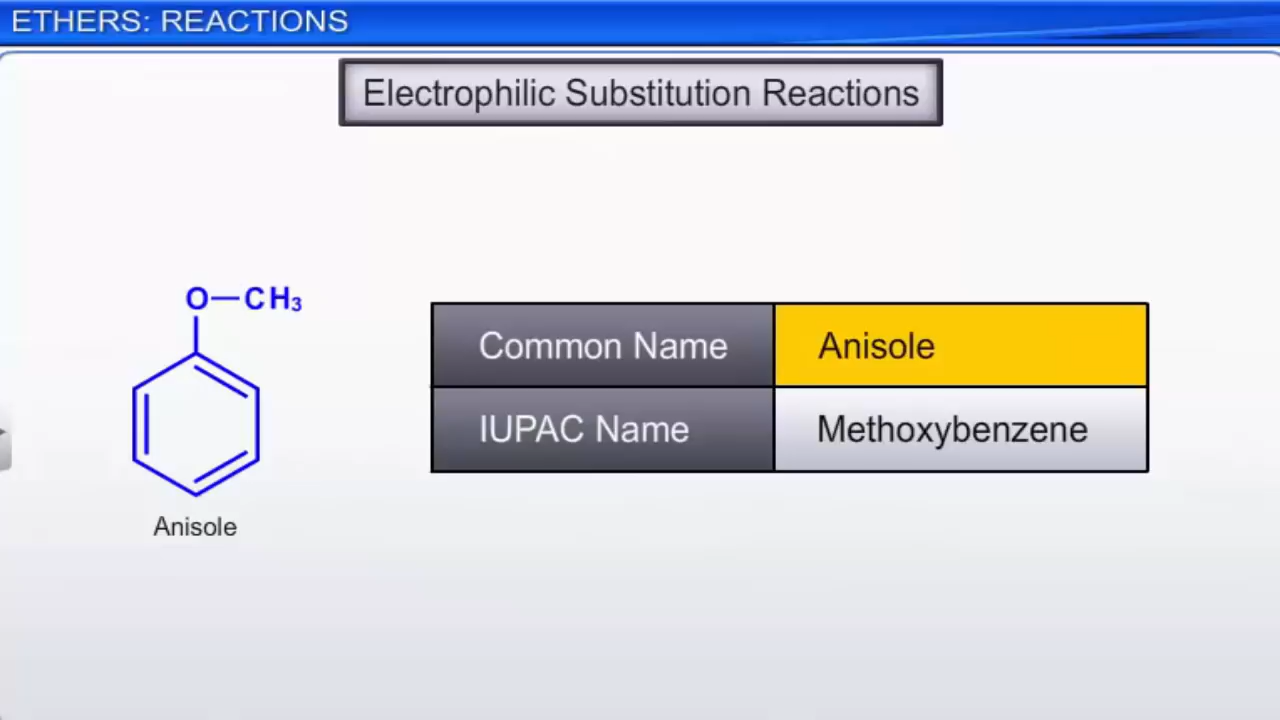 ETHERS: REACTIONS
Electrophilic Substitution Reactions
O—CH₃
Common Name Anisole
IUPAC Name Methoxybenzene
Anisole